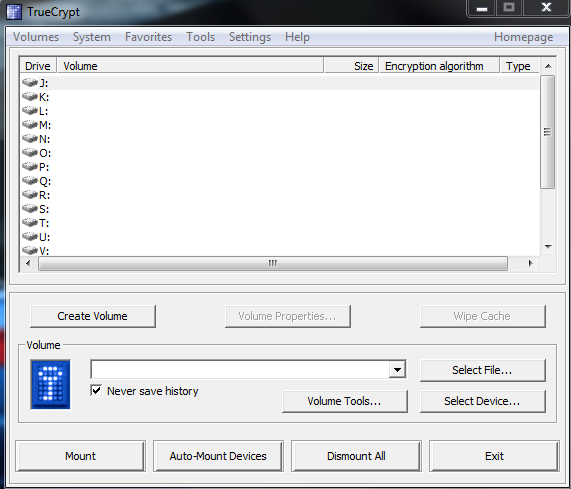 TrueCrypt
Volumes System Favorites Tools Settings Help Homepage
Drive Volume Size Encryption algorithm Type
J:
K:
L:
M:
N:
O:
P:
Q:
R:
S:
T:
U:
V:
Create Volume Volume Properties... Wipe Cache
Volume
Select File...
Never save history
Volume Tools... Select Device...
Mount Auto-Mount Devices Dismount All Exit